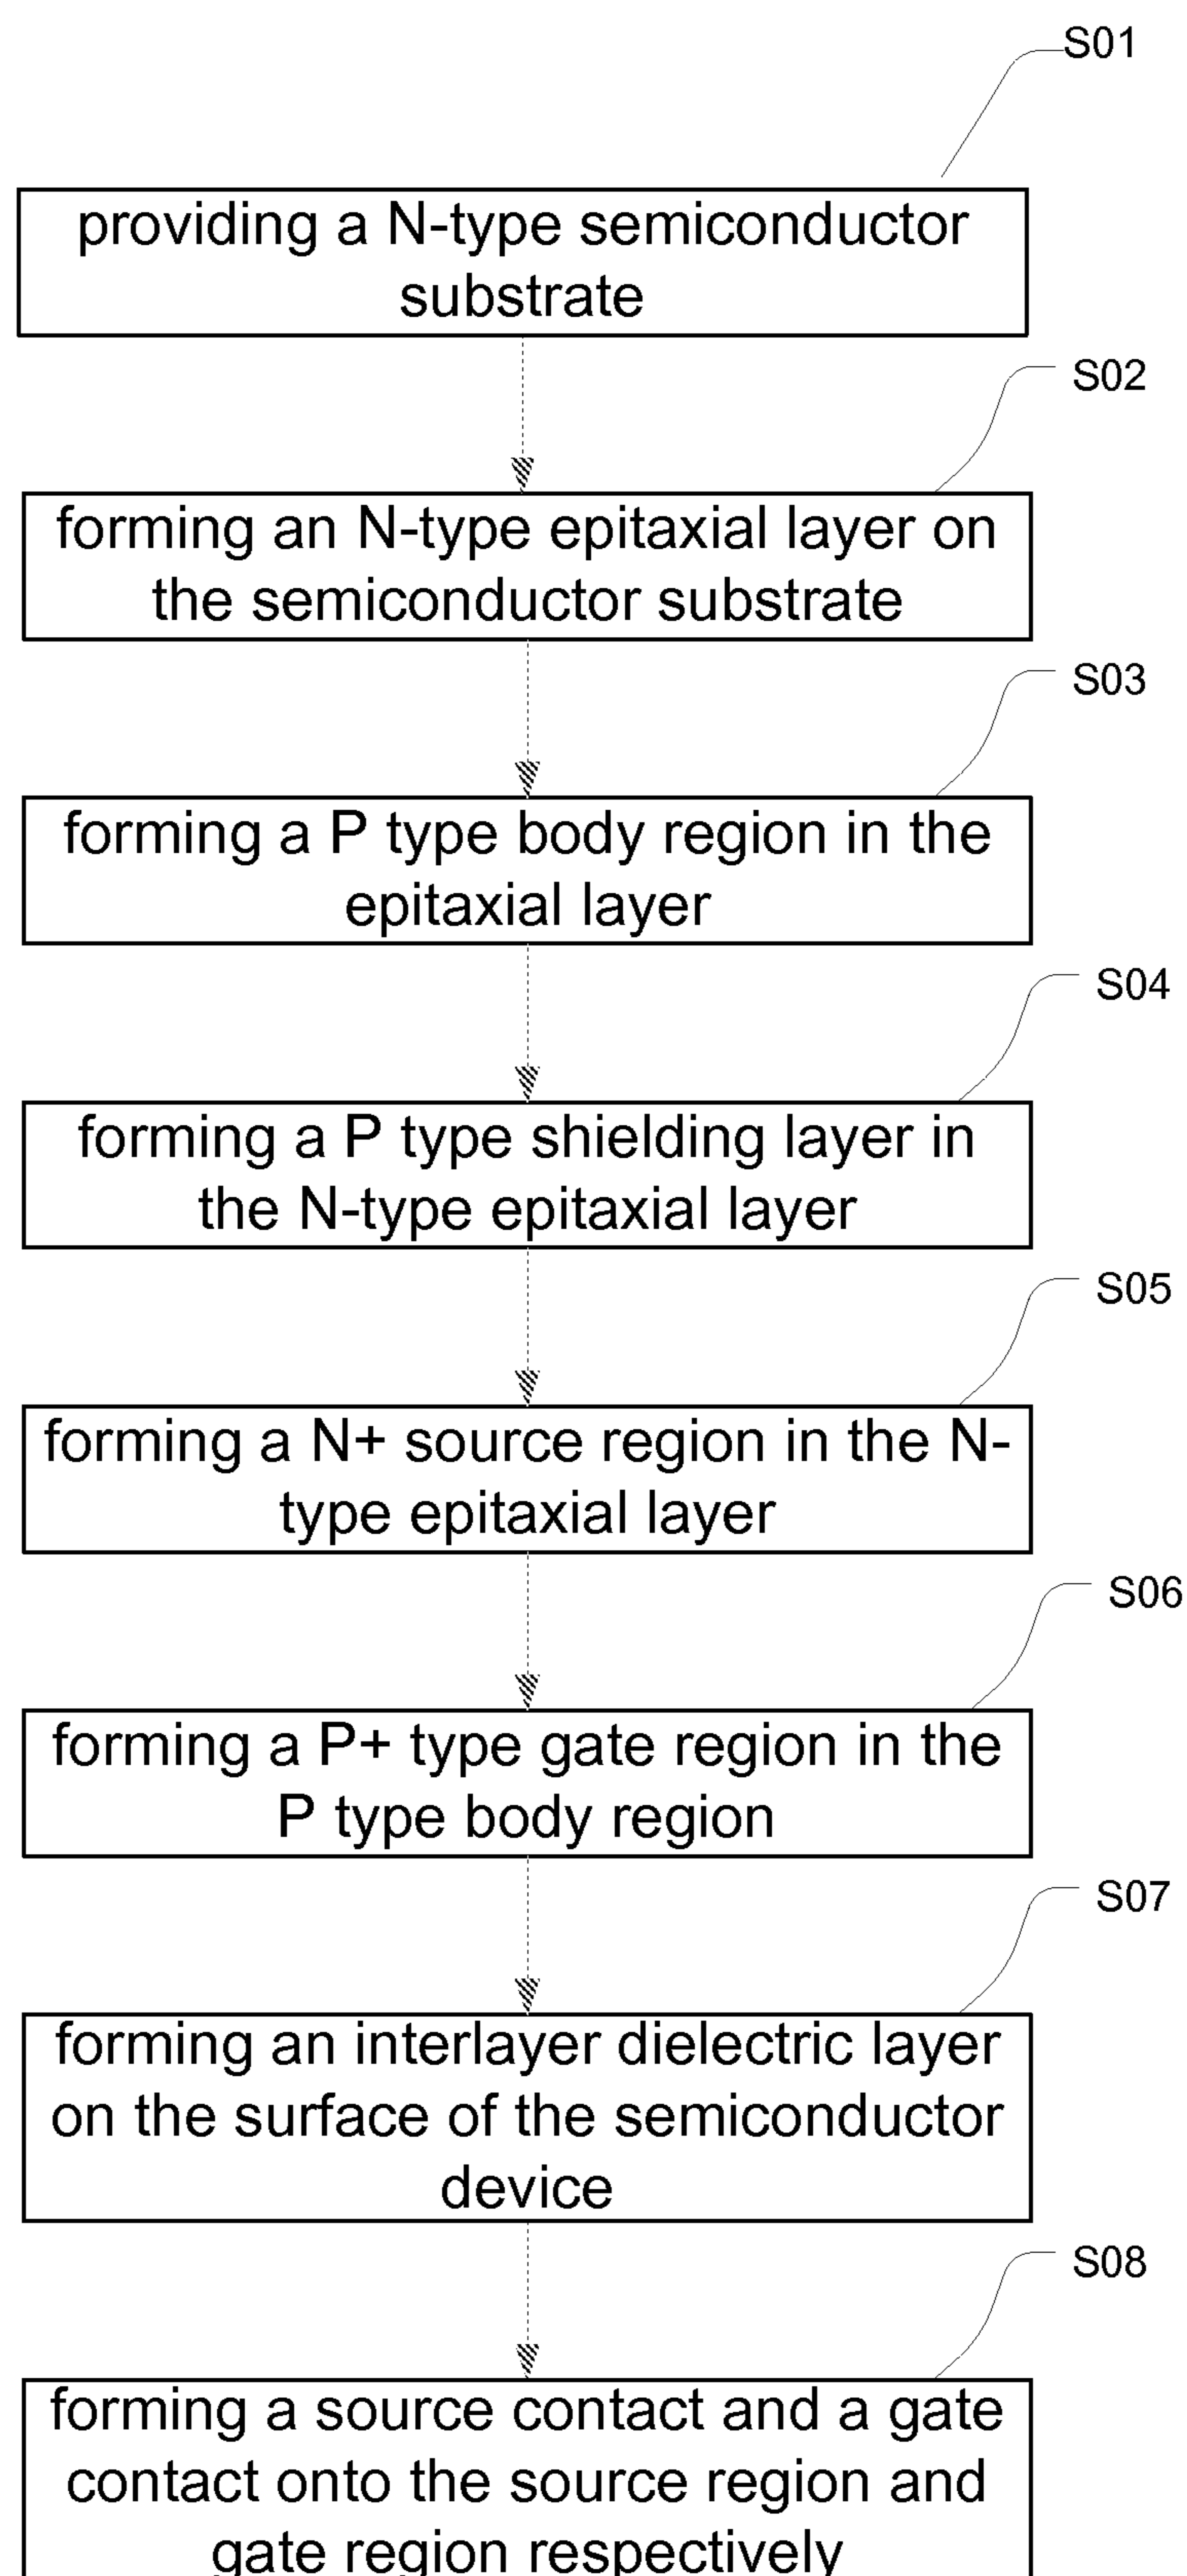 S01
providing a N-type semiconductor
substrate
S02
forming an N-type epitaxial layer on
the semiconductor substrate
S03
forming a P type body region in the
epitaxial layer
S04
forming a P type shielding layer in
the N-type epitaxial layer
S05
forming a N+ source region in the N-
type epitaxial layer
S06
forming a P+ type gate region in the
P type body region
S07
forming an interlayer dielectric layer
on the surface of the semiconductor
device
S08
forming a source contact and a gate
contact onto the source region and
gate region respectively